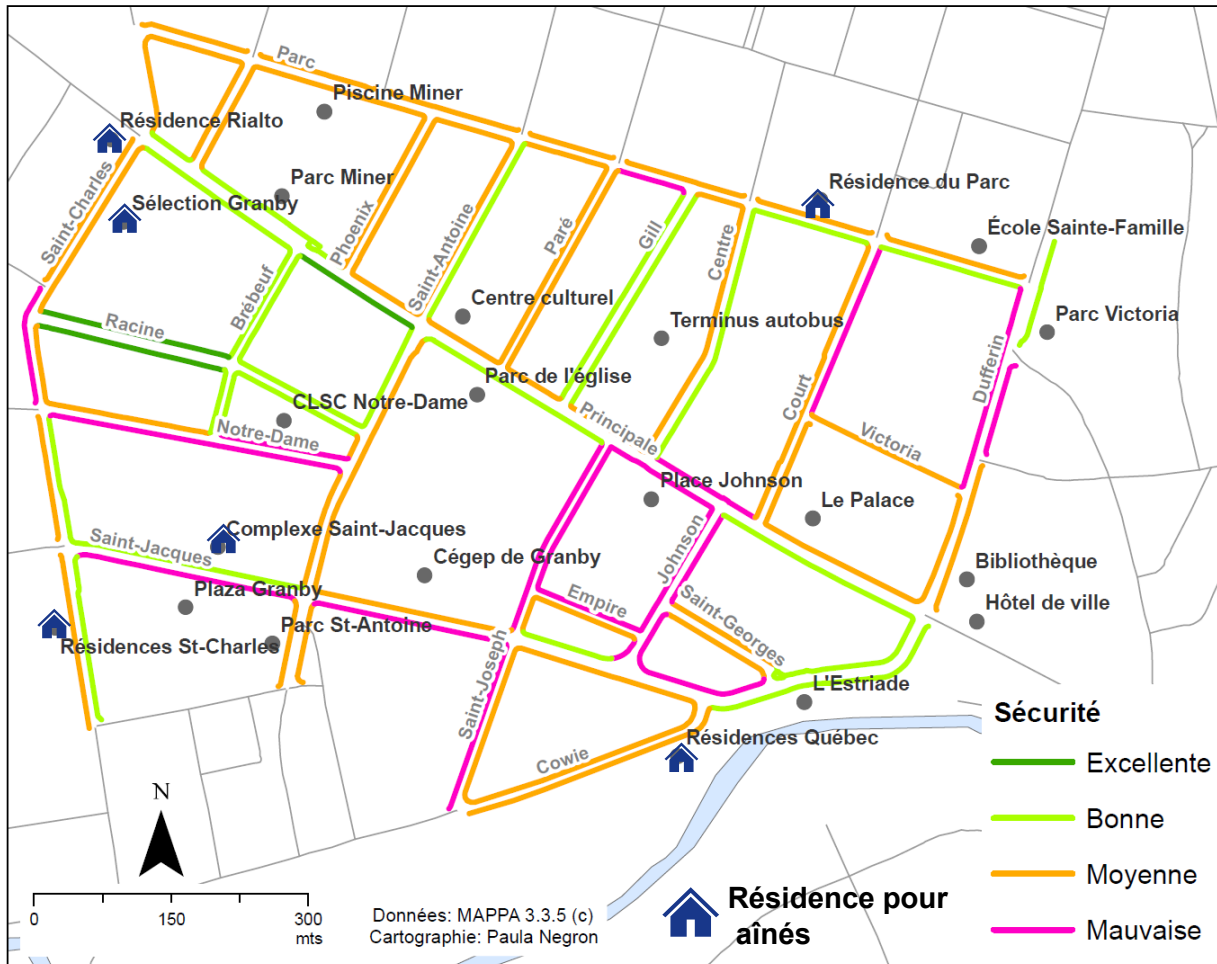 Parc
Piscine Miner
Résidence Rialto
Parc Miner
Résidence du Parc
Saint-Charles
Sélection Granby
Phoenix
Saint-Antoine
Paré
Gill
Centre
École Sainte-Famille
Brébeuf
Racine
Centre culturel
Terminus autobus
Parc Victoria
Dufferin
Parc de l'église
Court
CLSC Notre-Dame
Notre-Dame
Principale
Victoria
Place Johnson
Le Palace
Complexe Saint-Jacques
Saint-Jacques
Johnson
Cégep de Granby
Bibliothèque
Plaza Granby
Empire
Saint-Georges
Hôtel de ville
Parc St-Antoine
Résidences St-Charles
Saint-Joseph
L'Estriade
Résidences Québec
Cowie
Sécurité
Excellente
Bonne
Moyenne
Mauvaise
N
0 150 300
mts
Données: MAPPA 3.3.5 (c)
Cartographie: Paula Negron
Résidence pour
aînés